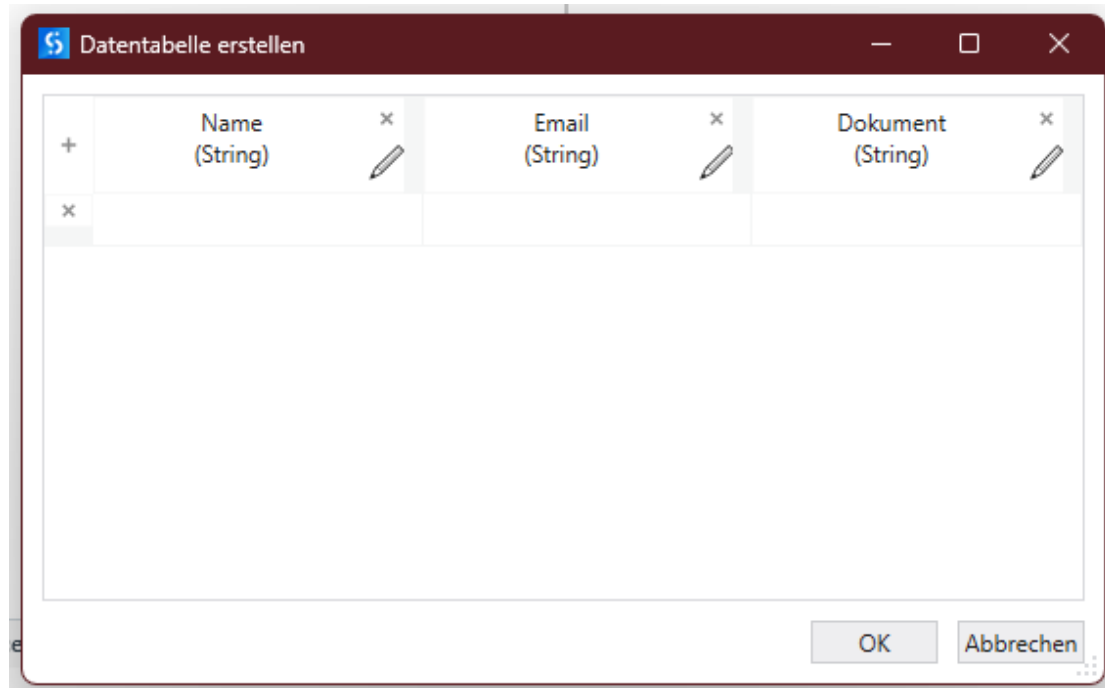 Datentabelle erstellen
Name
(String)
Email
(String)
Dokument
(String)
OK
Abbrechen
e